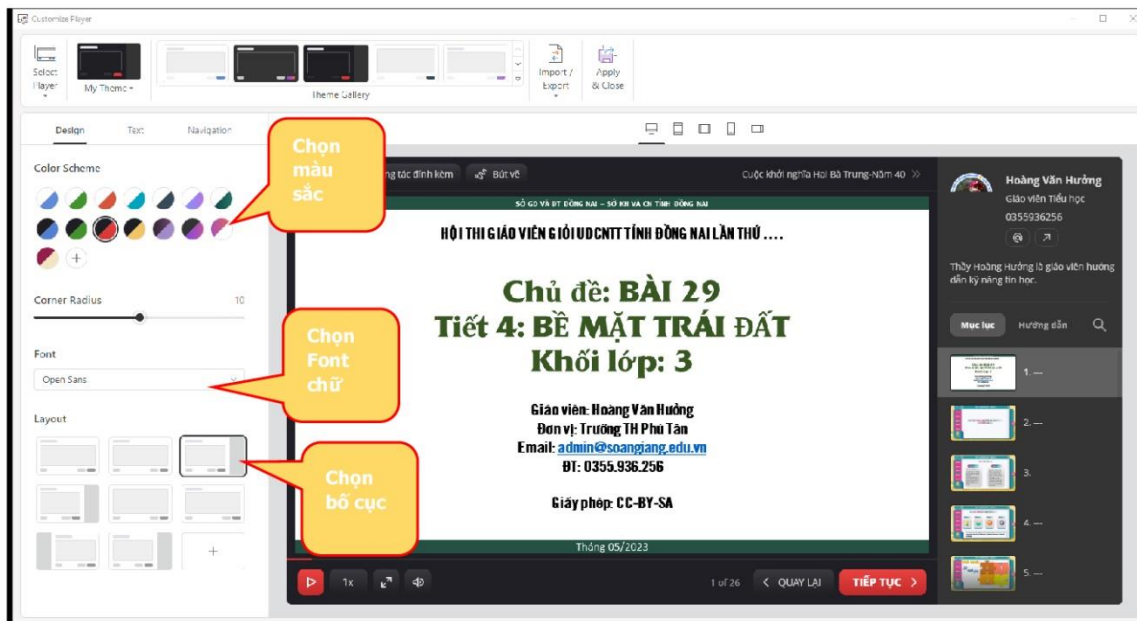 Customize Player
Select
Player
My Theme
Theme Gallery
Import /
Export
Apply
& Close
Design
Text
Navigation
Color Scheme
Corner Radius
10
Font
Open Sans
Layout
Chọn
màu
sắc
Chọn
Font
chữ
Chọn
bố cục
ng tác đính kèm
Bút vẽ
Cuộc khởi nghĩa Hai Bà Trung-Năm 40
SỞ GD VÀ ĐT ĐỒNG NAI – SỞ KH VÀ CN TỈNH ĐỒNG NAI
HỘI THI GIÁO VIÊN GIỎI UD CNTT TỈNH ĐỒNG NAI LẦN THỨ ....
Chủ đề: BÀI 29
Tiết 4: BỀ MẶT TRÁI ĐẤT
Khối lớp: 3
Giáo viên: Hoàng Văn Hưởng
Đơn vị: Trường TH Phú Tân
Email: admin@soangiang.edu.vn
ĐT: 0355.936.256
Giấy phép: CC-BY-SA
Tháng 05/2023
1x
1 of 26
QUAY LẠI
TIẾP TỤC
Hoàng Văn Hưởng
Giáo viên Tiểu học
0355936256
Thầy Hoàng Hưởng là giáo viên hướng
dẫn kỹ năng tin học.
Mục lục
Hướng dẫn
1. ---
2. ---
3.
4. ---
5. ---